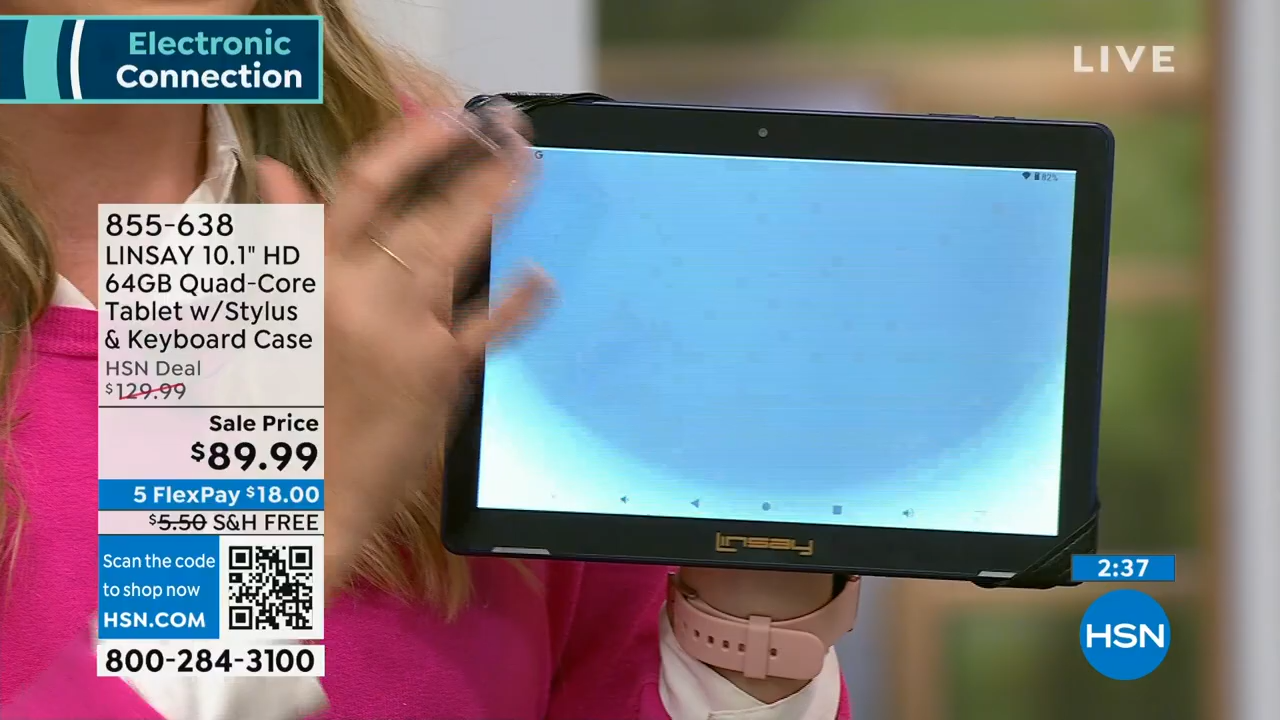 Electronic
Connection
LIVE
855-638
LINSAY 10.1" HD
64GB Quad-Core
Tablet w/Stylus
& Keyboard Case
HSN Deal
$129.99
Sale Price
$89.99
5 FlexPay $18.00
$5.50 S&H FREE
Scan the code
to shop now
HSN.COM
800-284-3100
G
82%
Linsay
2:37
HSN